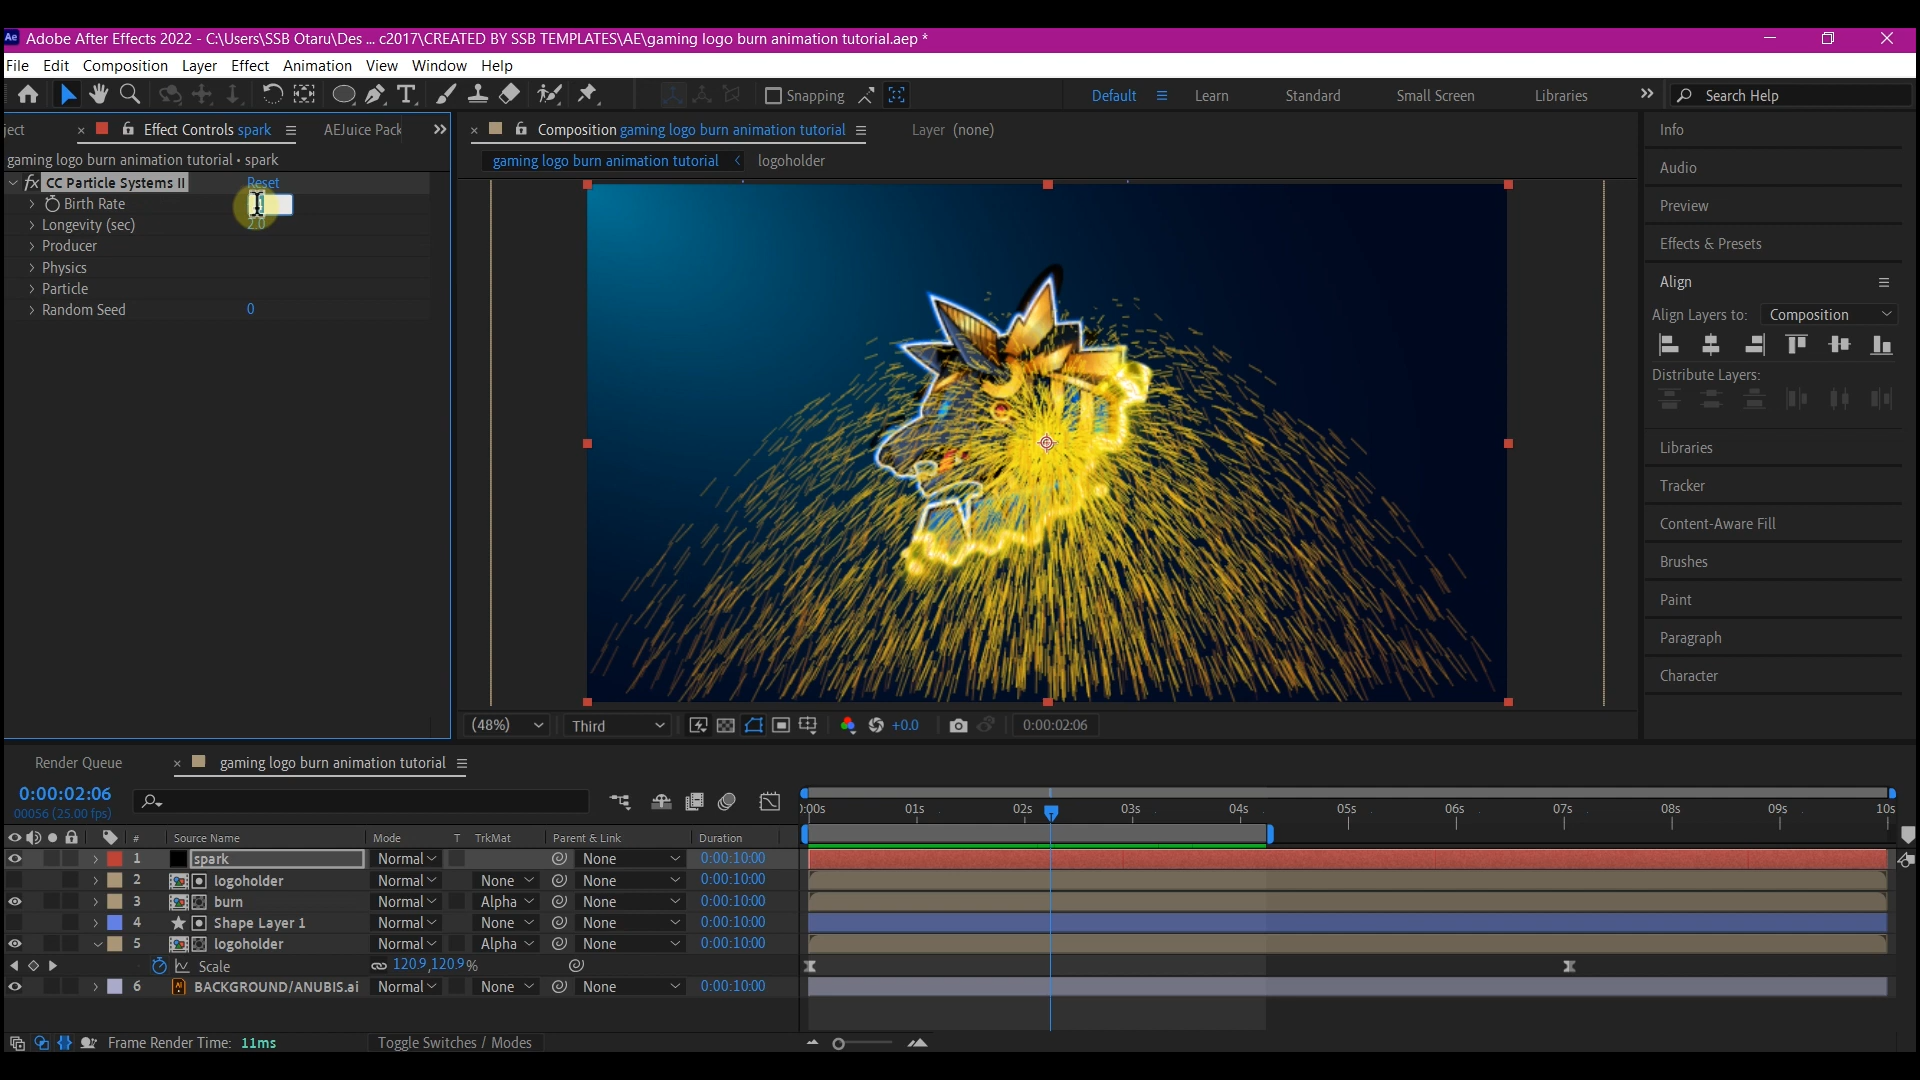 Ae Adobe After Effects 2022 - C:\Users\SSB Otaru\Des ... c2017\CREATED BY SSB TEMPLATES\AE\gaming logo burn animation tutorial.aep *
File Edit Composition Layer Effect Animation View Window Help
Snapping Default Learn Standard Small Screen Libraries Search Help
ject Effect Controls spark AEJuice Pack Composition gaming logo burn animation tutorial Layer (none)
gaming logo burn animation tutorial • spark
gaming logo burn animation tutorial logoholder
fx CC Particle Systems II Reset
Birth Rate
Longevity (sec) 2.0
Producer
Physics
Particle
Random Seed 0
Info
Audio
Preview
Effects & Presets
Align
Align Layers to: Composition
Distribute Layers:
Libraries
Tracker
Content-Aware Fill
Brushes
Paint
Paragraph
Character
(48%) Third +0.0 0:00:02:06
Render Queue gaming logo burn animation tutorial
0:00:02:06
00056 (25.00 fps)
):00s 01s 02s 03s 04s 05s 06s 07s 08s 09s 10s
# Source Name Mode T TrkMat Parent & Link Duration
1 spark Normal None 0:00:10:00
2 logoholder Normal None None 0:00:10:00
3 burn Normal Alpha None 0:00:10:00
4 Shape Layer 1 Normal None None 0:00:10:00
5 logoholder Normal Alpha None 0:00:10:00
Scale 120.9,120.9%
6 Ai BACKGROUND/ANUBIS.ai Normal None None 0:00:10:00
Frame Render Time: 11ms Toggle Switches / Modes